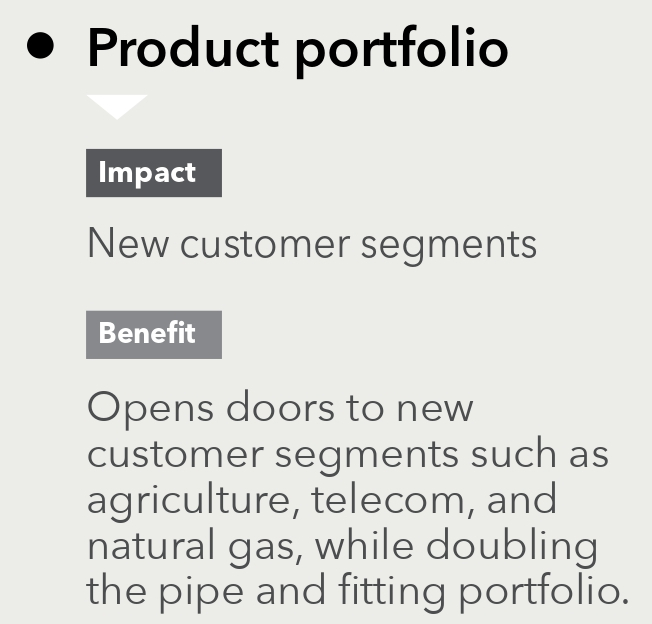 ● Product portfolio
Impact
New customer segments
Benefit
Opens doors to new
customer segments such as
agriculture, telecom, and
natural gas, while doubling
the pipe and fitting portfolio.